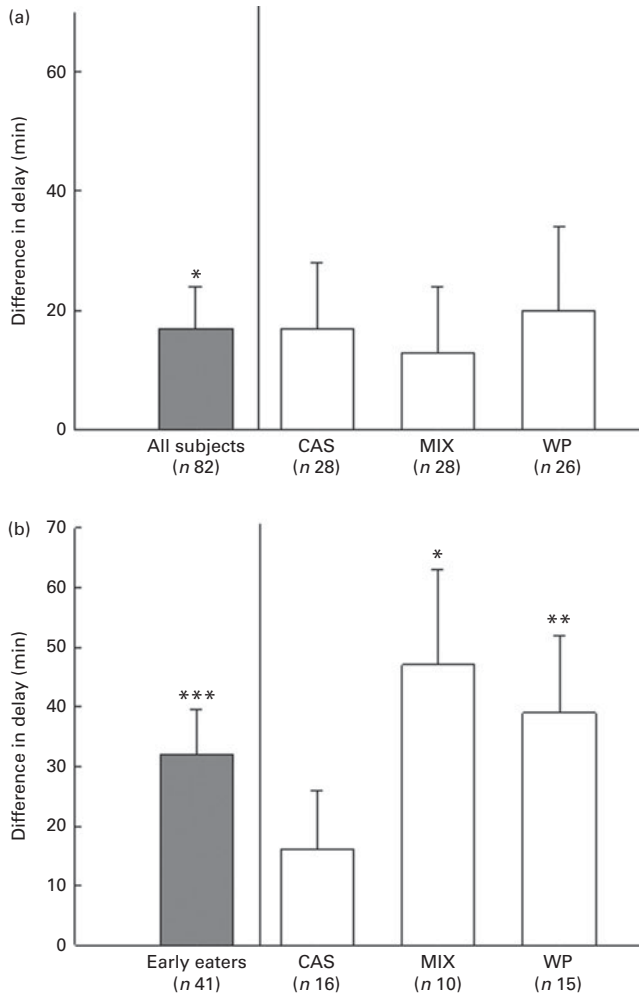 (a)
60
40
20
0
Difference in delay (min)
*
All subjects CAS MIX WP
(n 82) (n 28) (n 28) (n 26)
(b)
70
60
50
40
30
20
10
0
Difference in delay (min)
***
*
**
Early eaters CAS MIX WP
(n 41) (n 16) (n 10) (n 15)